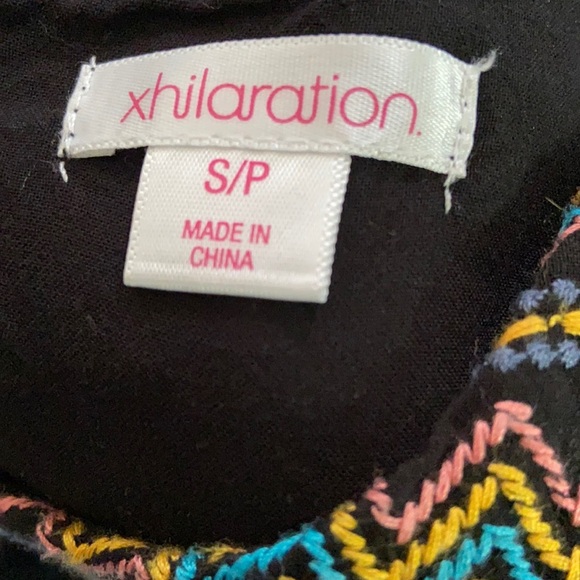 xhilaration.
S/P
MADE IN
CHINA